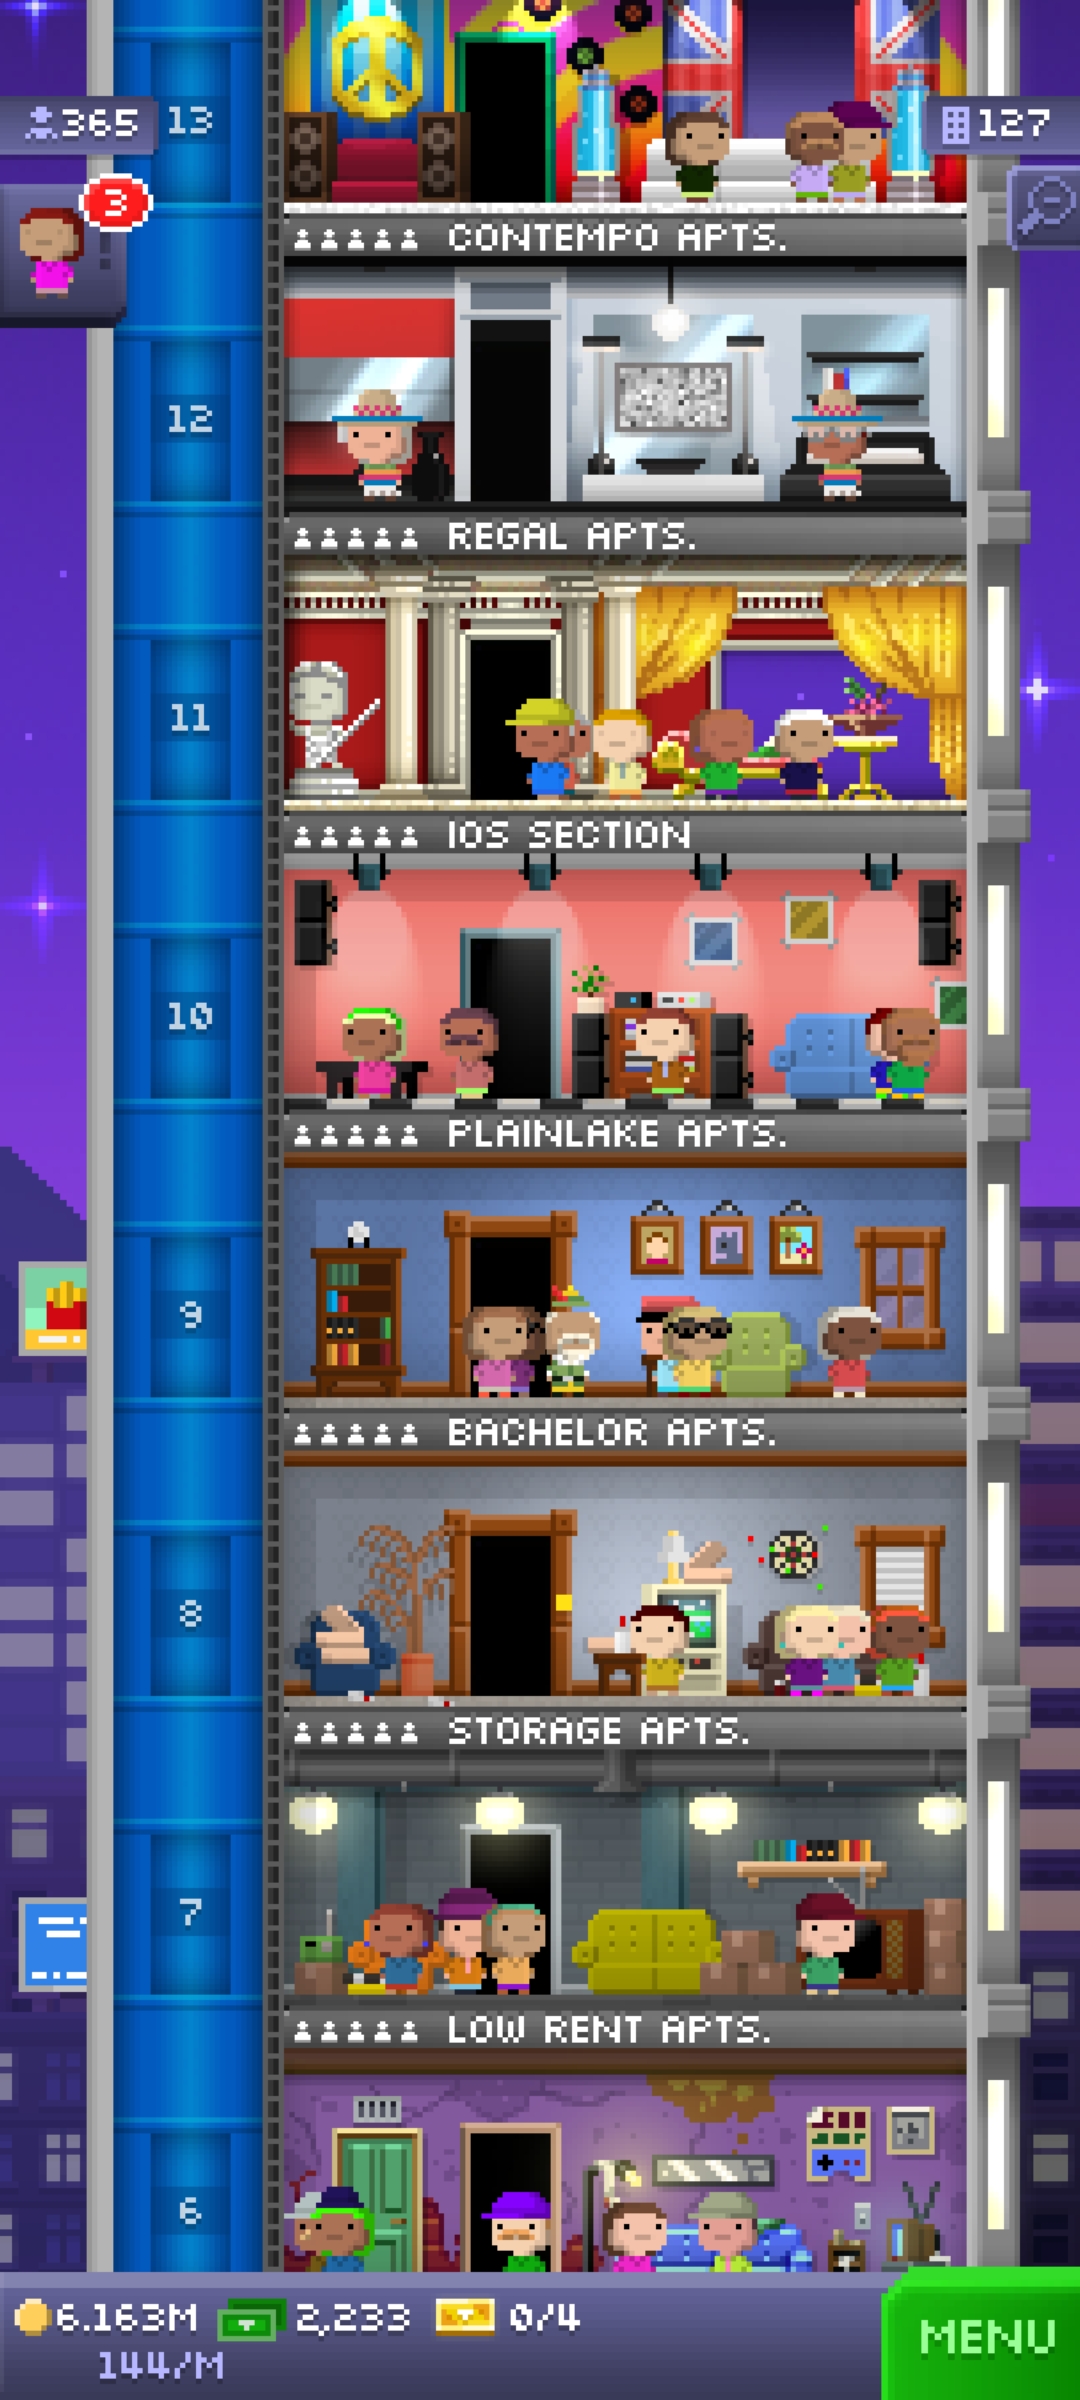 365
13
127
3
CONTEMPO APTS.
12
REGAL APTS.
11
IOS SECTION
10
PLAINLAKE APTS.
9
BACHELOR APTS.
8
STORAGE APTS.
7
LOW RENT APTS.
6
6.163M
2,233
0/4
144/M
MENU